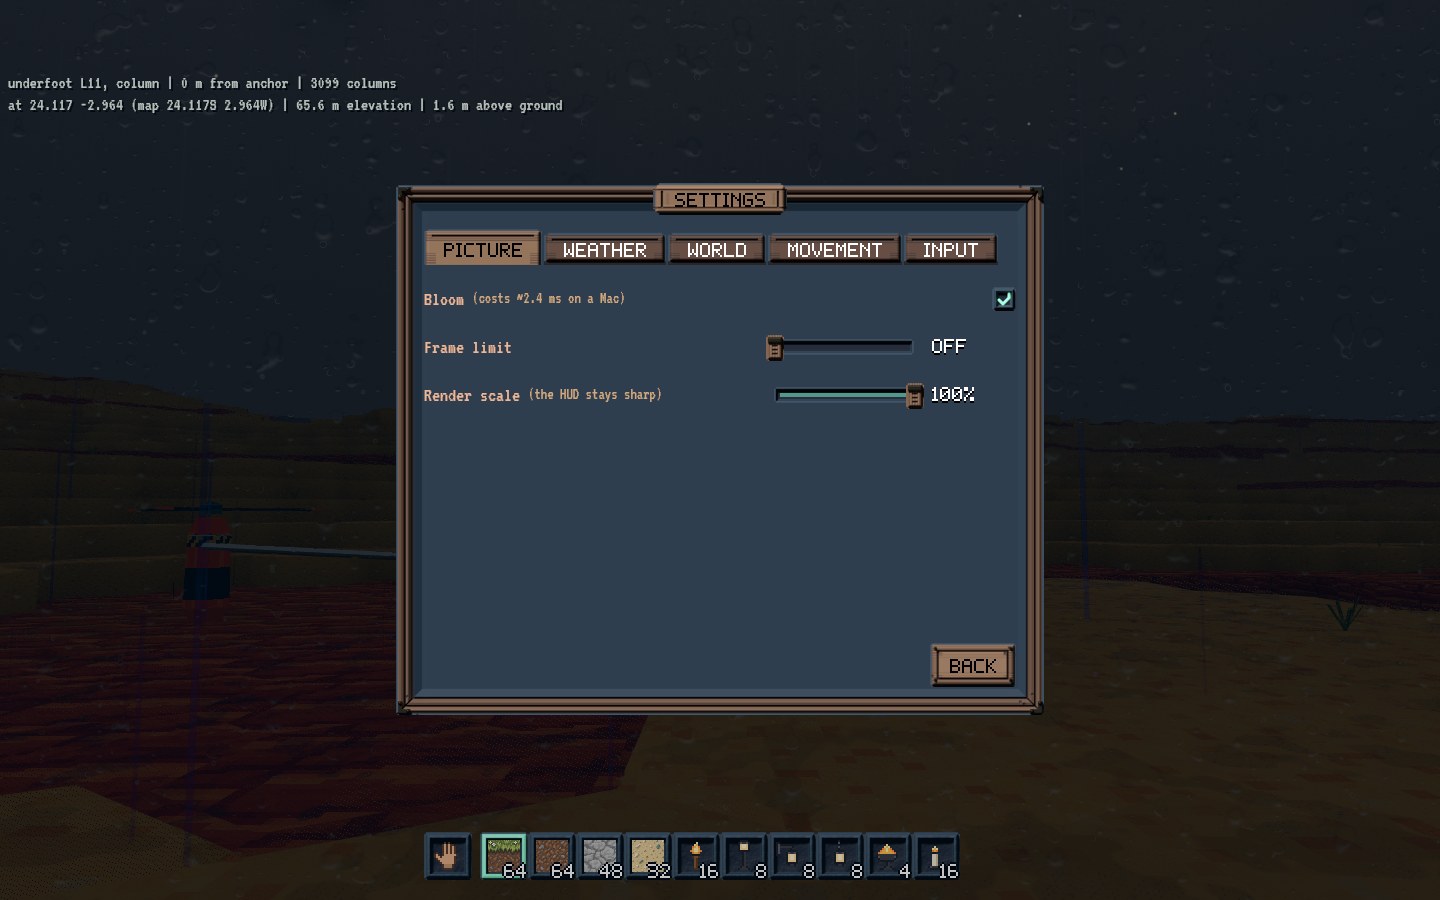 underfoot L11, column | 0 m from anchor | 3099 columns
at 24.117 -2.964 (map 24.117S 2.964W) | 65.6 m elevation | 1.6 m above ground
SETTINGS
PICTURE WEATHER WORLD MOVEMENT INPUT
Bloom (costs ~2.4 ms on a Mac)
Frame limit OFF
Render scale (the HUD stays sharp) 100%
BACK
64 64 48 32 16 8 8 8 4 16